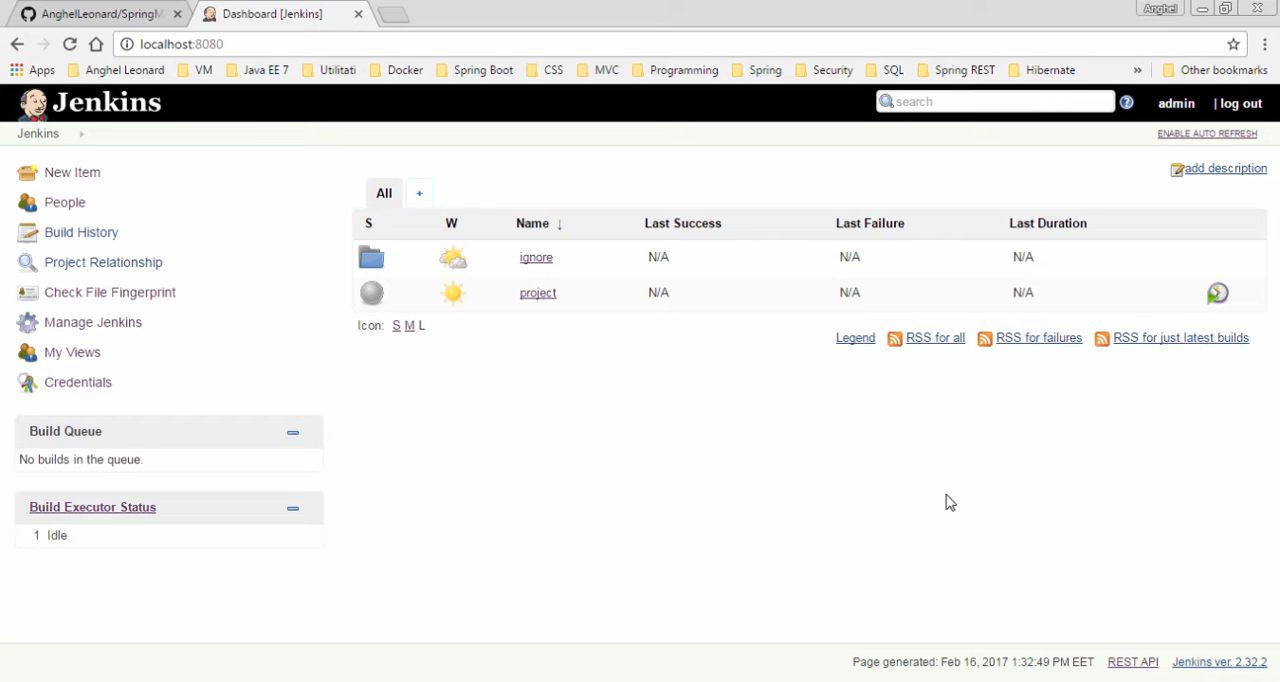 AnghelLeonard/SpringM
Dashboard [Jenkins]
Anghel
localhost:8080
Apps
Anghel Leonard
VM
Java EE 7
Utilitati
Docker
Spring Boot
CSS
MVC
Programming
Spring
Security
SQL
Spring REST
Hibernate
»
Other bookmarks
Jenkins
search
admin
| log out
Jenkins
ENABLE AUTO REFRESH
New Item
People
Build History
Project Relationship
Check File Fingerprint
Manage Jenkins
My Views
Credentials
Build Queue
No builds in the queue.
Build Executor Status
1 Idle
add description
All +
S W Name ↓ Last Success Last Failure Last Duration
ignore N/A N/A N/A
project N/A N/A N/A
Icon: S M L
Legend RSS for all RSS for failures RSS for just latest builds
Page generated: Feb 16, 2017 1:32:49 PM EET REST API Jenkins ver. 2.32.2